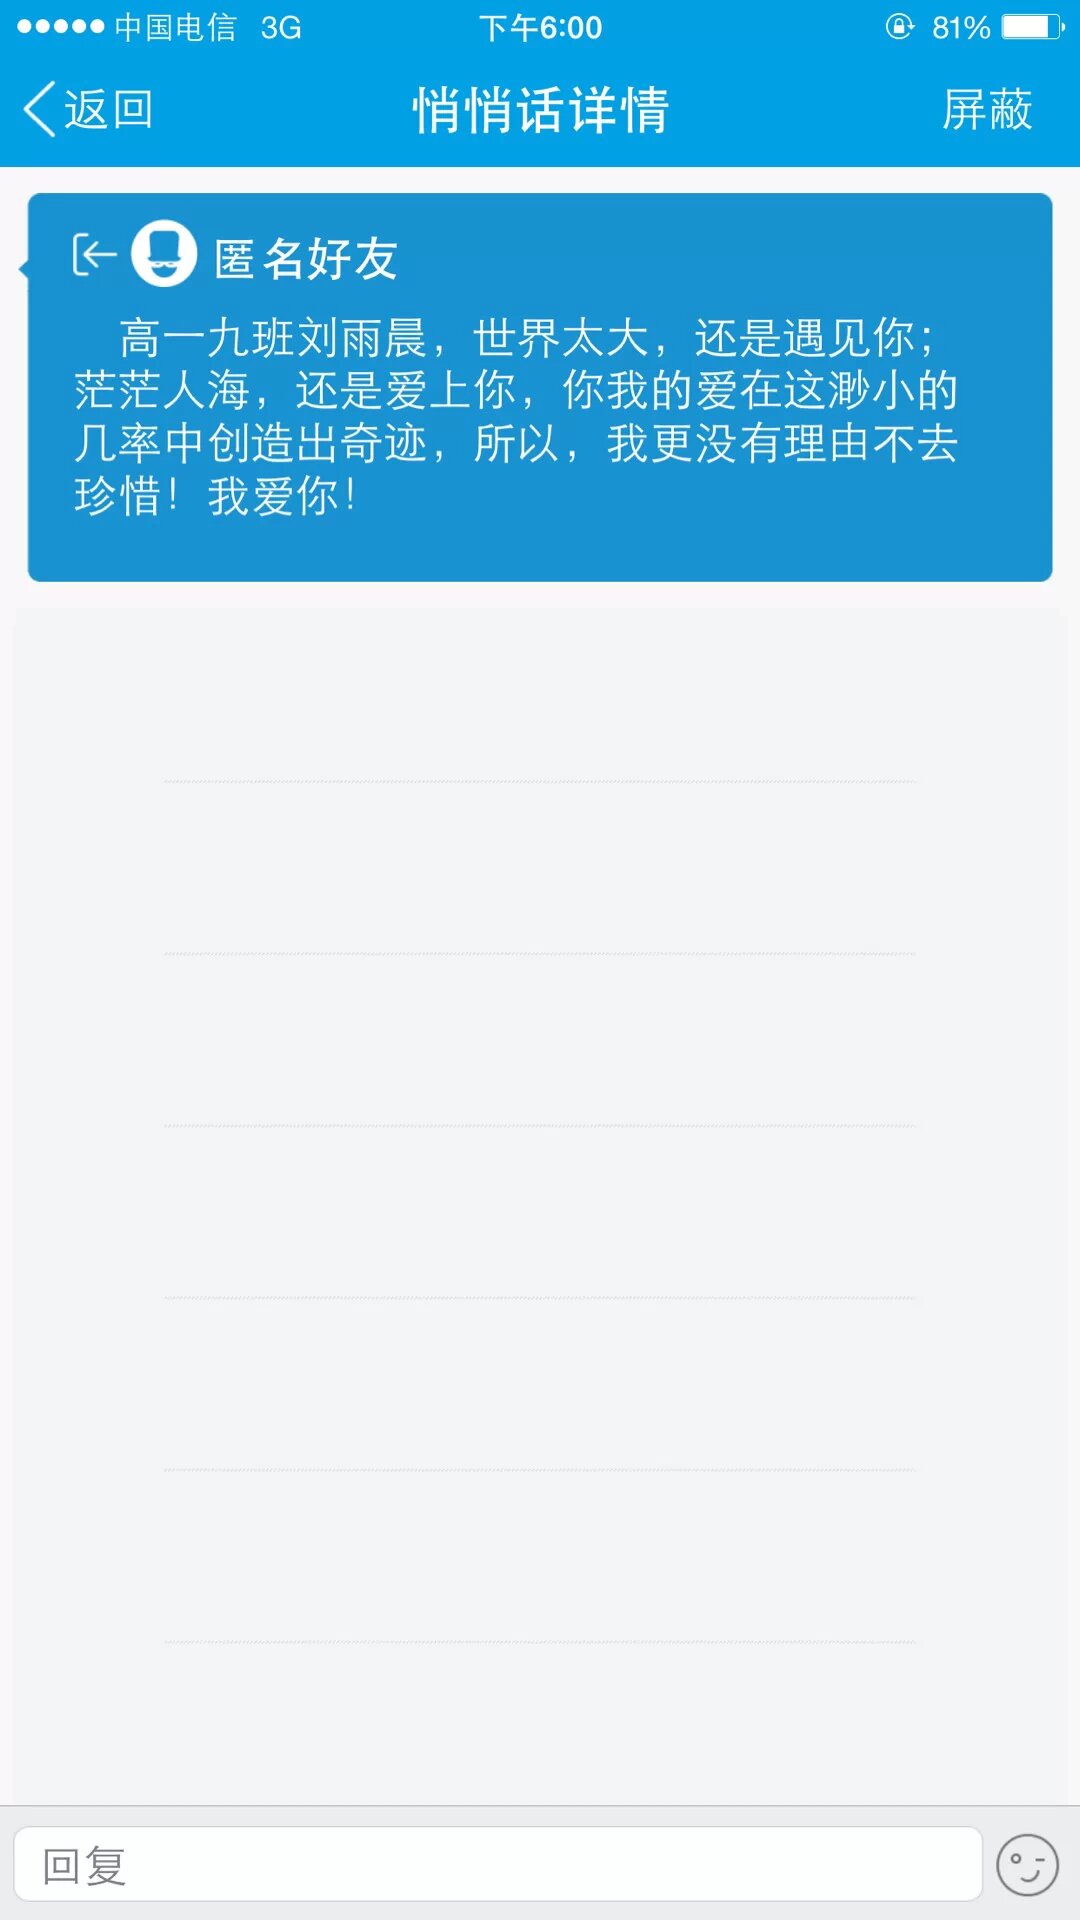 中国电信 3G 下午6:00 81%
返回 悄悄话详情 屏蔽
匿名好友
高一九班刘雨晨，世界太大，还是遇见你；
茫茫人海，还是爱上你，你我的爱在这渺小的
几率中创造出奇迹，所以，我更没有理由不去
珍惜！我爱你！
回复